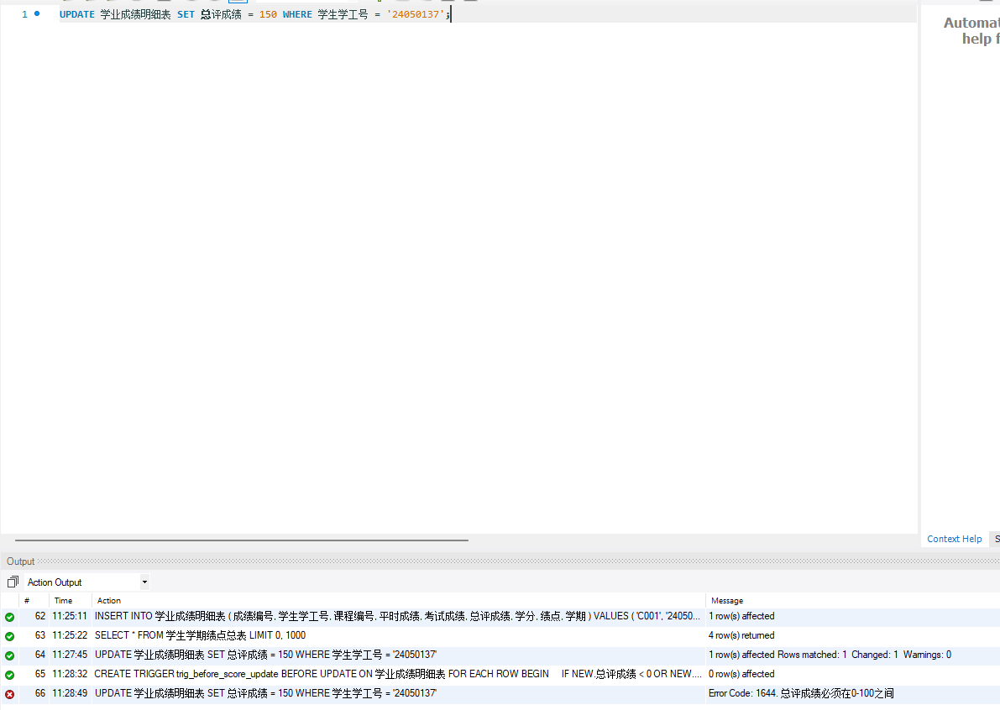 1 UPDATE 学业成绩明细表 SET 总评成绩 = 150 WHERE 学生学工号 = '24050137';
Automat
help f
Context Help S
Output
Action Output
# Time Action Message
62 11:25:11 INSERT INTO 学业成绩明细表 ( 成绩编号, 学生学工号, 课程编号, 平时成绩, 考试成绩, 总评成绩, 学分, 绩点, 学期 ) VALUES ( 'C001', '24050... 1 row(s) affected
63 11:25:22 SELECT * FROM 学生学期绩点总表 LIMIT 0, 1000 4 row(s) returned
64 11:27:45 UPDATE 学业成绩明细表 SET 总评成绩 = 150 WHERE 学生学工号 = '24050137' 1 row(s) affected Rows matched: 1 Changed: 1 Warnings: 0
65 11:28:32 CREATE TRIGGER trig_before_score_update BEFORE UPDATE ON 学业成绩明细表 FOR EACH ROW BEGIN IF NEW.总评成绩 < 0 OR NEW.... 0 row(s) affected
66 11:28:49 UPDATE 学业成绩明细表 SET 总评成绩 = 150 WHERE 学生学工号 = '24050137' Error Code: 1644. 总评成绩必须在0-100之间